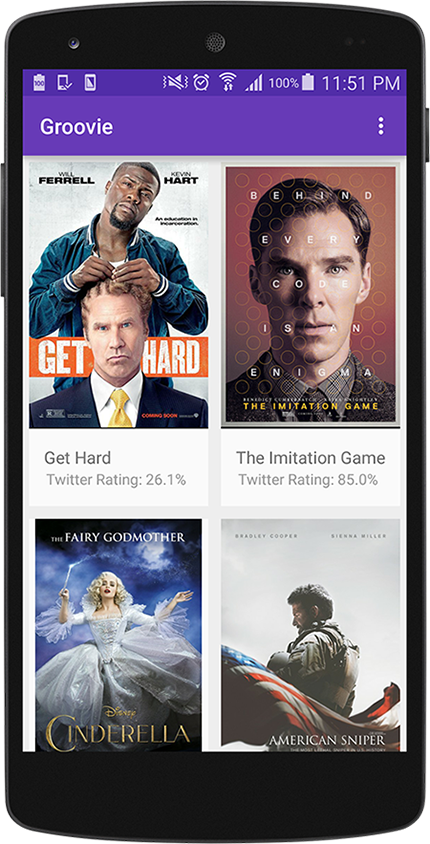 100% 11:51 PM
Groovie
WILL FERRELL
KEVIN HART
An education in
incarceration.
GET HARD
COMING SOON
BEHIND
EVERY
CODE
IS AN
ENIGMA
BENEDICT CUMBERBATCH KEIRA KNIGHTLEY
THE IMITATION GAME
Get Hard
Twitter Rating: 26.1%
The Imitation Game
Twitter Rating: 85.0%
THE FAIRY GODMOTHER
Disney
CINDERELLA
BRADLEY COOPER SIENNA MILLER
AMERICAN SNIPER
THE MOST LETHAL SNIPER IN U.S. HISTORY